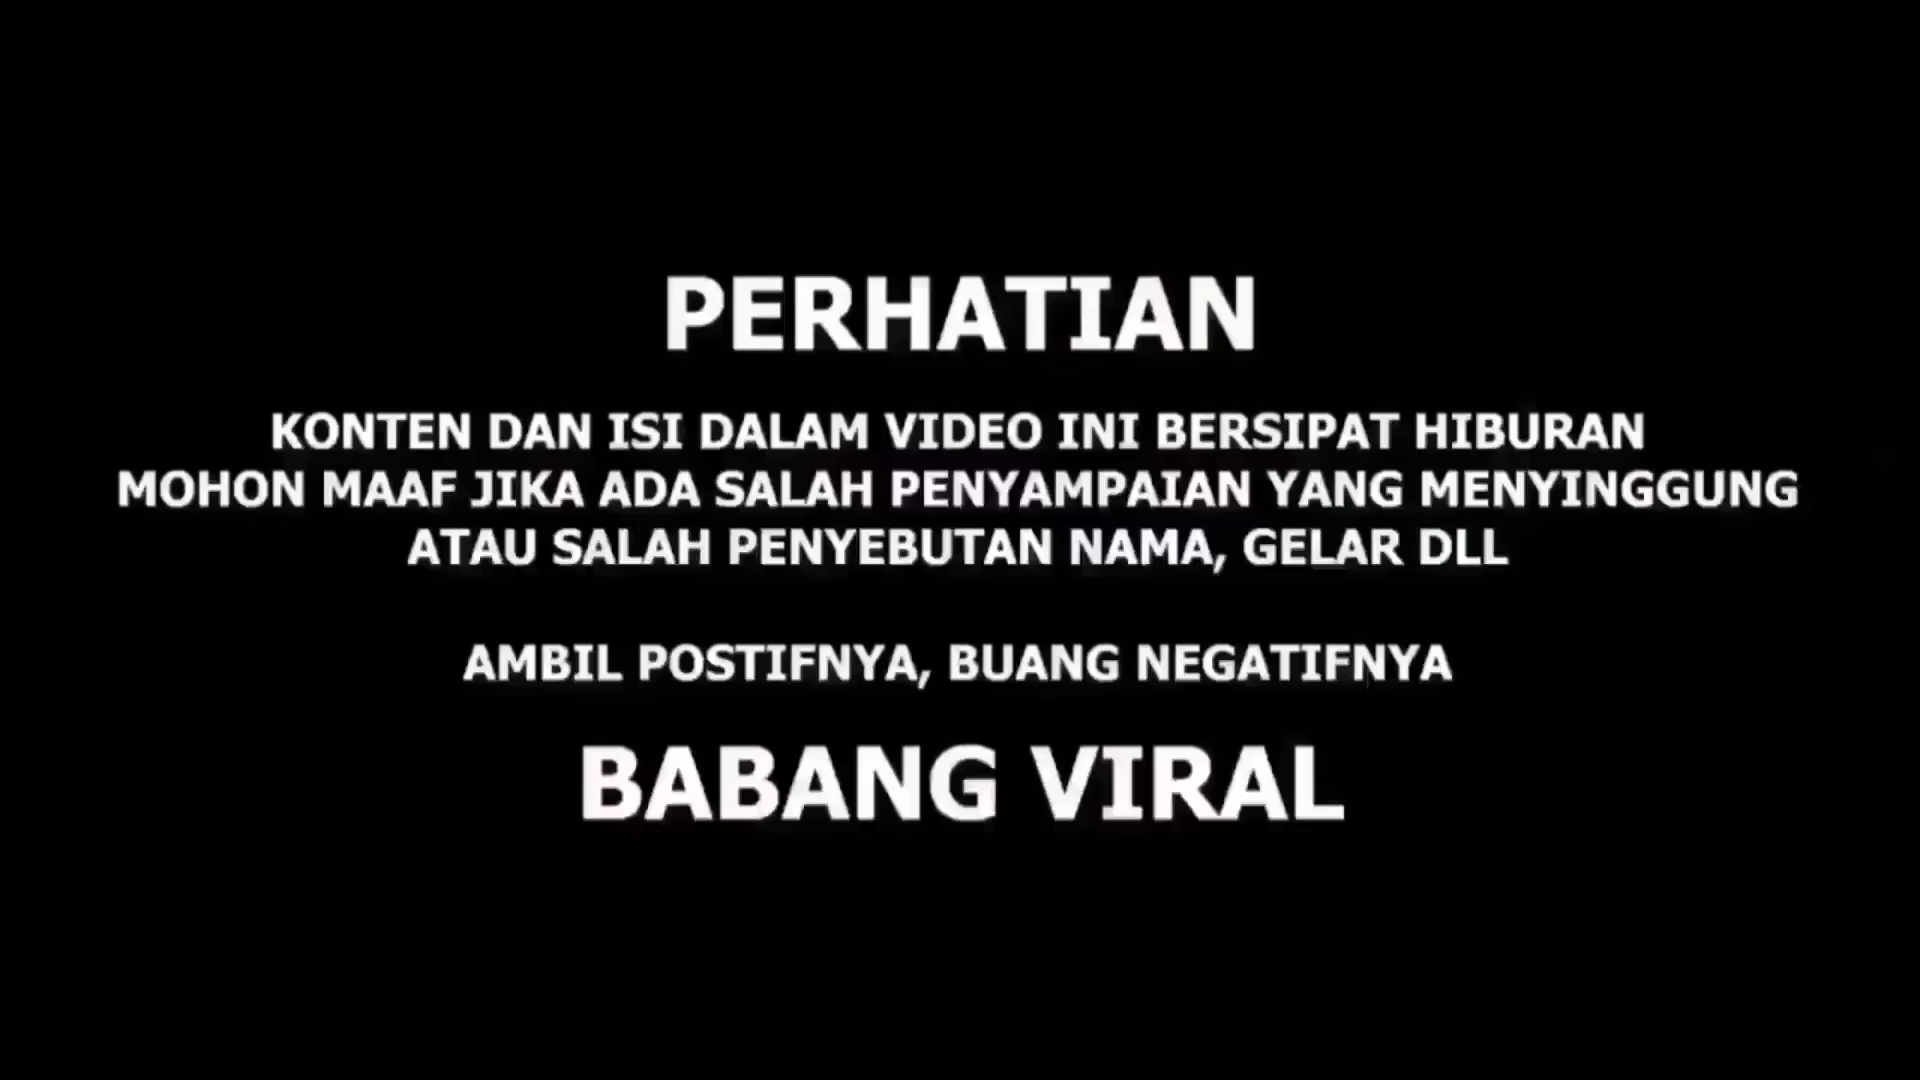 PERHATIAN
KONTEN DAN ISI DALAM VIDEO INI BERSIPAT HIBURAN
MOHON MAAF JIKA ADA SALAH PENYAMPAIAN YANG MENYINGGUNG
ATAU SALAH PENYEBUTAN NAMA, GELAR DLL
AMBIL POSTIFNYA, BUANG NEGATIFNYA
BABANG VIRAL